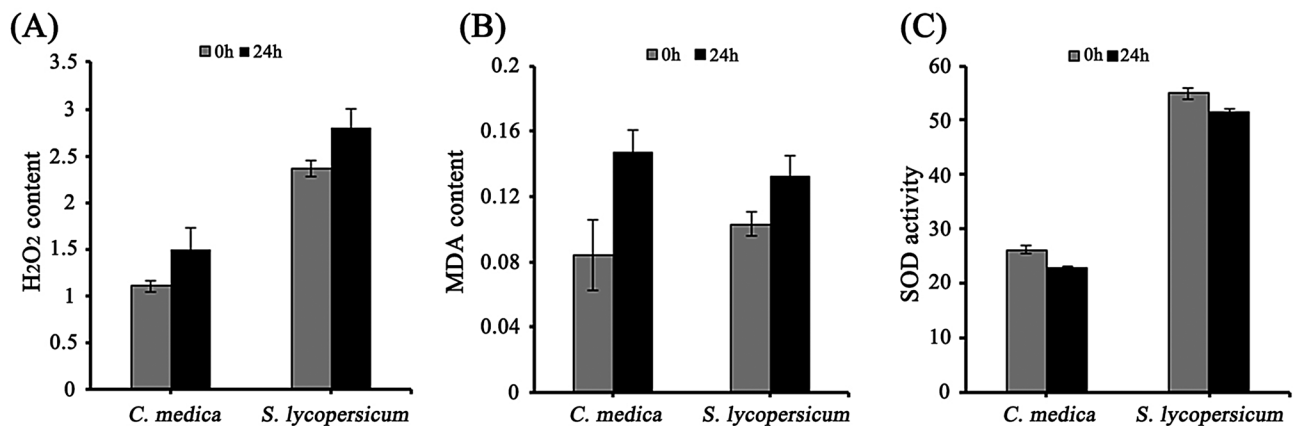 (A)
0h 24h
H2O2 content
3.5
3
2.5
2
1.5
1
0.5
0
C. medica S. lycopersicum
(B)
0h 24h
MDA content
0.2
0.16
0.12
0.08
0.04
0
C. medica S. lycopersicum
(C)
0h 24h
SOD activity
60
50
40
30
20
10
0
C. medica S. lycopersicum